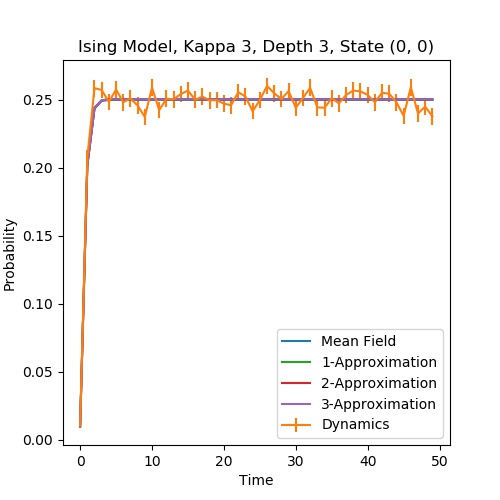 Ising Model, Kappa 3, Depth 3, State (0, 0)
Probability
0.25
0.20
0.15
0.10
0.05
0.00
0 10 20 30 40 50
Time
Mean Field
1-Approximation
2-Approximation
3-Approximation
Dynamics